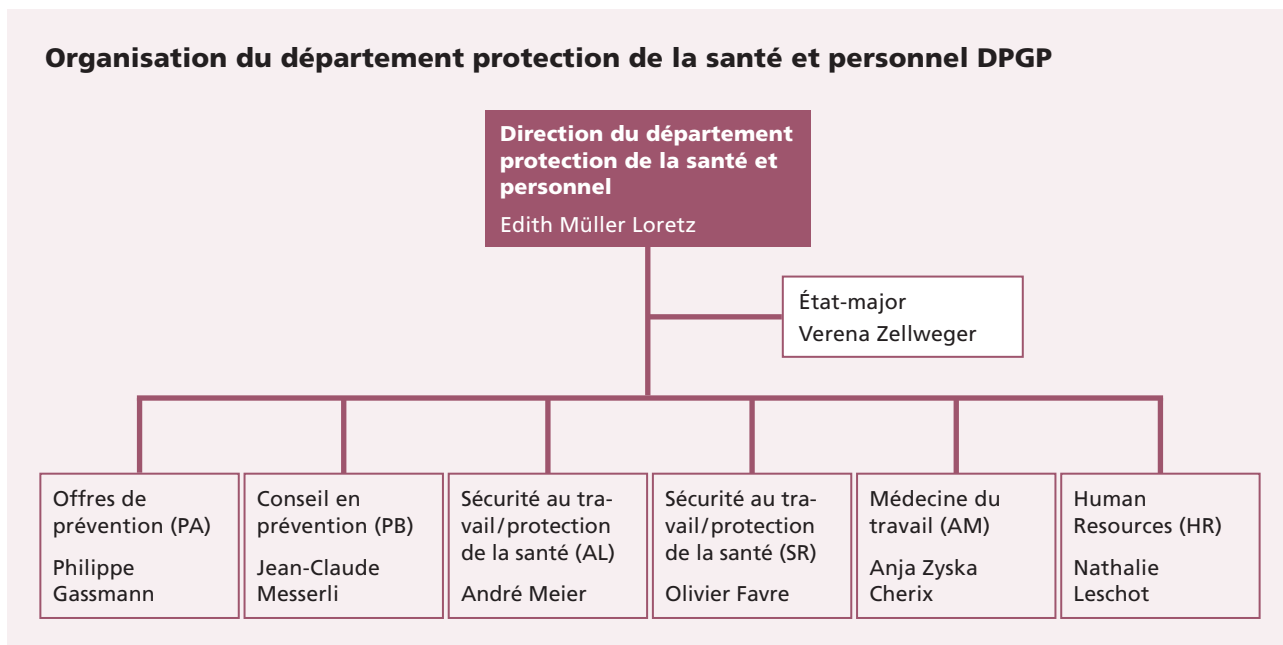 Organisation du département protection de la santé et personnel DPGP
Direction du département
protection de la santé et
personnel
Edith Müller Loretz
État-major
Verena Zellweger
Offres de
prévention (PA)
Philippe
Gassmann
Conseil en
prévention (PB)
Jean-Claude
Messerli
Sécurité au tra-
vail/protection
de la santé (AL)
André Meier
Sécurité au tra-
vail/protection
de la santé (SR)
Olivier Favre
Médecine du
travail (AM)
Anja Zyska
Cherix
Human
Resources (HR)
Nathalie
Leschot